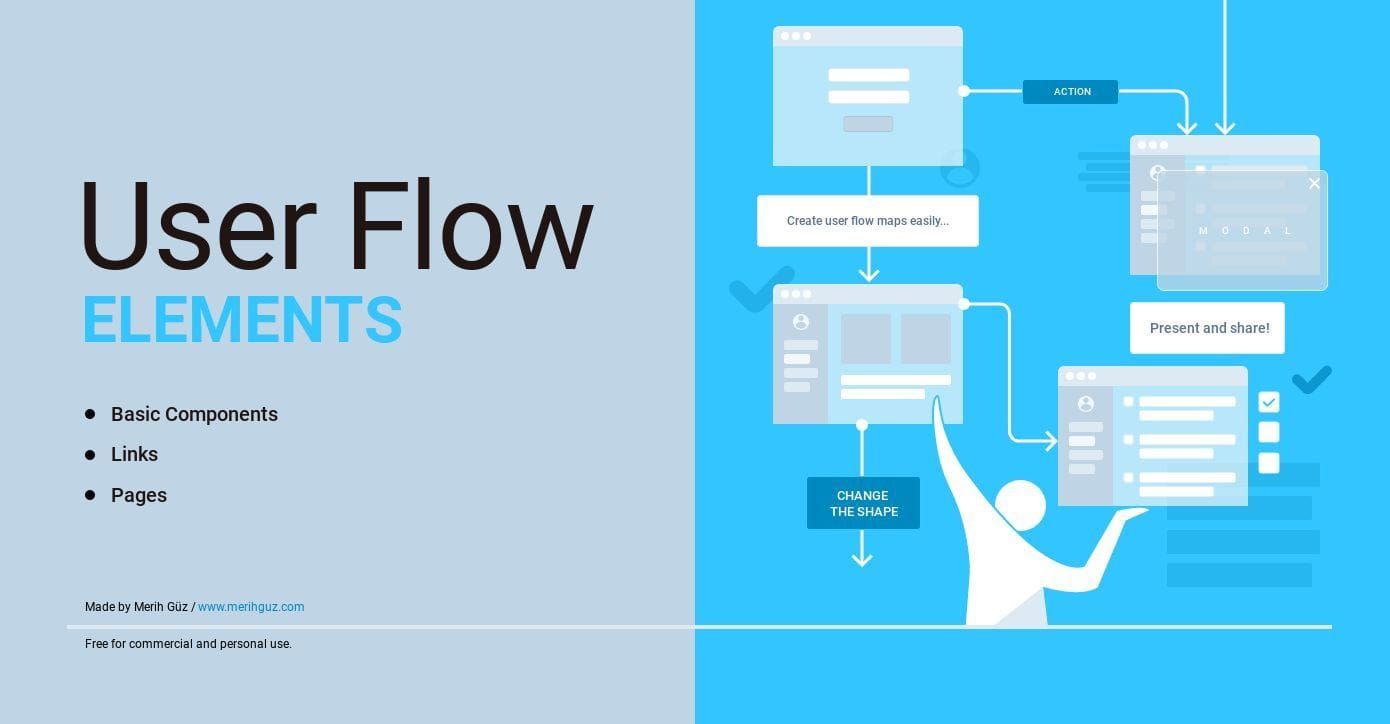 User Flow
ELEMENTS
Basic Components
Links
Pages
Made by Merih Güz / www.merihguz.com
Free for commercial and personal use.
ACTION
Create user flow maps easily...
M O D A L
Present and share!
CHANGE
THE SHAPE